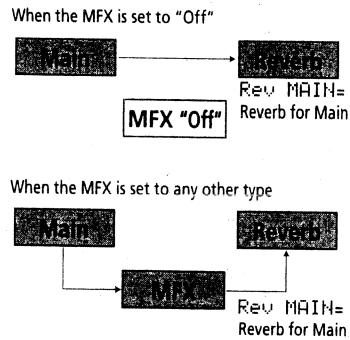 When the MFX is set to “Off”
Main
Reverb
Rev MAIN=
Reverb for Main
MFX “Off”
When the MFX is set to any other type
Main
Reverb
MFX
Rev MAIN=
Reverb for Main